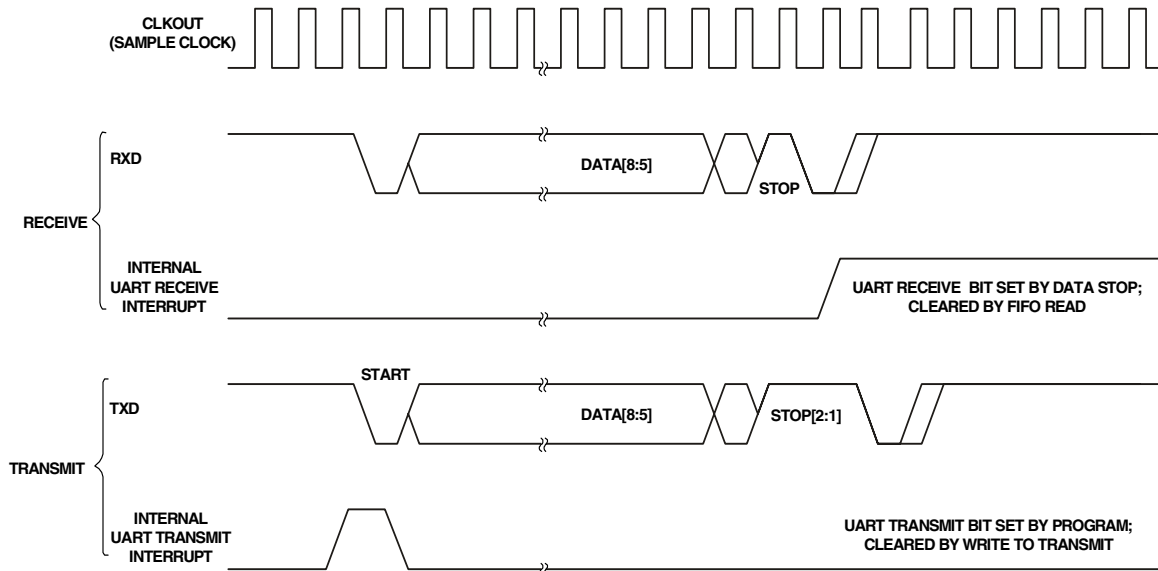 CLKOUT
(SAMPLE CLOCK)
RXD
DATA[8:5]
STOP
RECEIVE
INTERNAL
UART RECEIVE
INTERRUPT
UART RECEIVE BIT SET BY DATA STOP;
CLEARED BY FIFO READ
START
TXD
DATA[8:5]
STOP[2:1]
TRANSMIT
INTERNAL
UART TRANSMIT
INTERRUPT
UART TRANSMIT BIT SET BY PROGRAM;
CLEARED BY WRITE TO TRANSMIT